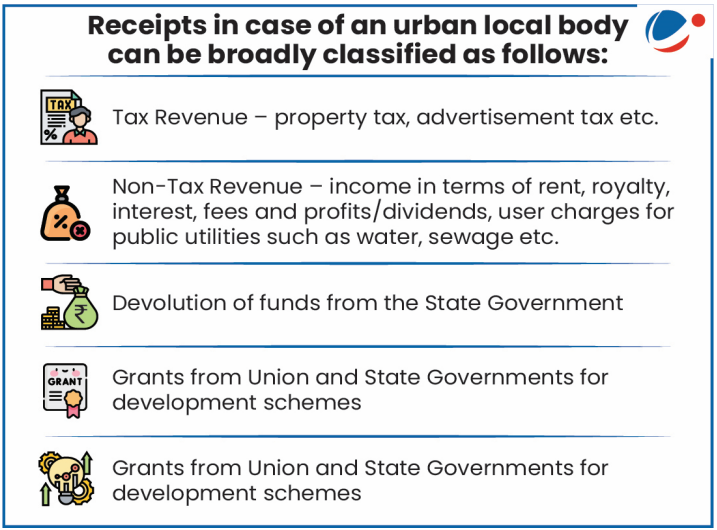 Receipts in case of an urban local body
can be broadly classified as follows:
TAX
%
Tax Revenue – property tax, advertisement tax etc.
%
Non-Tax Revenue – income in terms of rent, royalty,
interest, fees and profits/dividends, user charges for
public utilities such as water, sewage etc.
₹
Devolution of funds from the State Government
GRANT
Grants from Union and State Governments for
development schemes
Grants from Union and State Governments for
development schemes